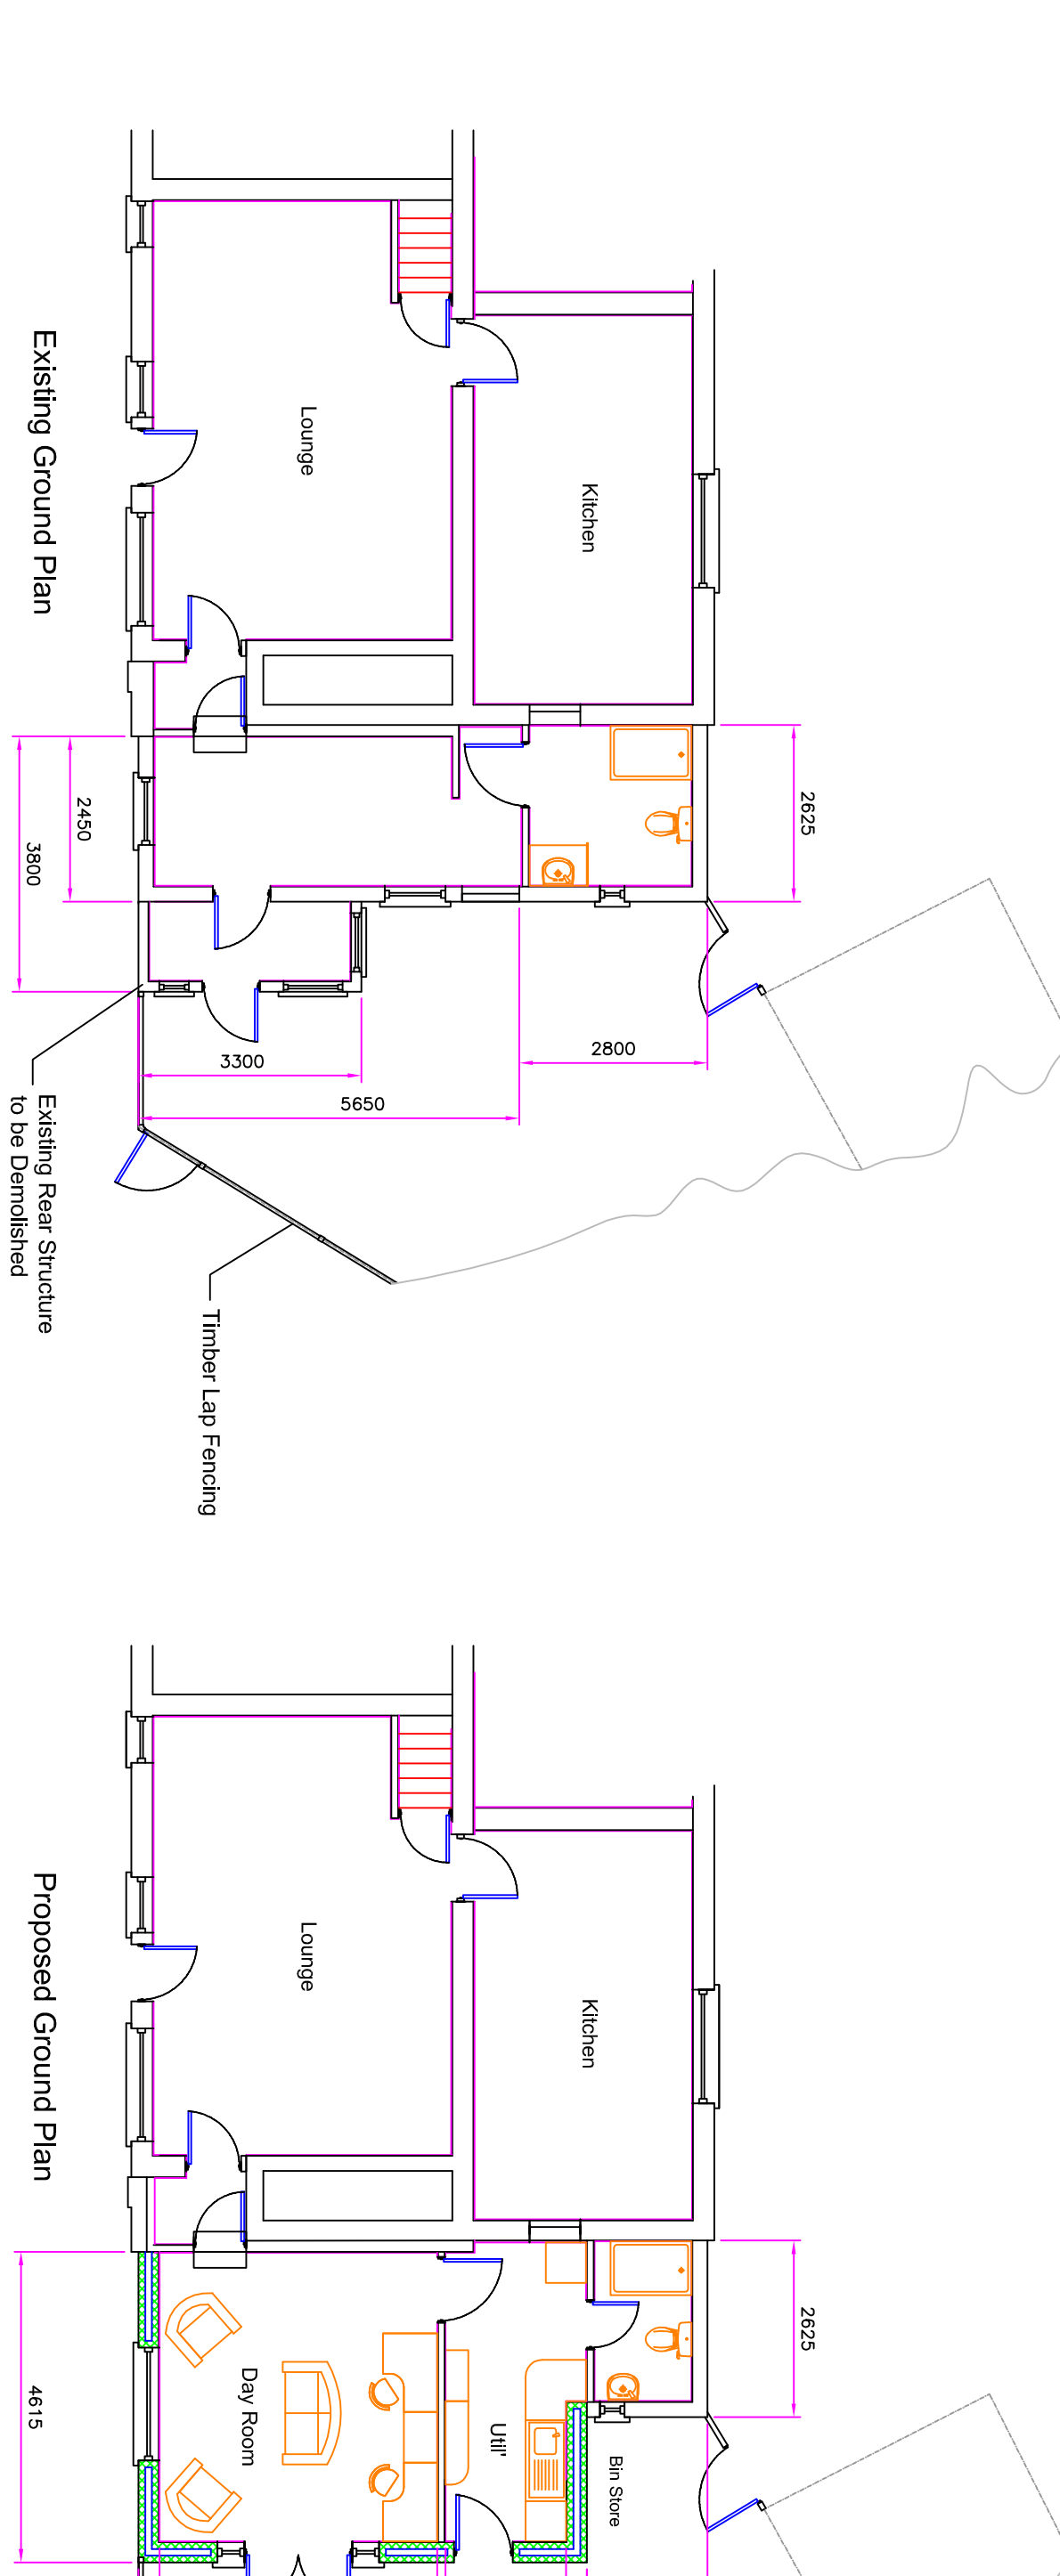 Lounge
Kitchen
2625
2450
3800
3300
5650
2800
Existing Rear Structure
to be Demolished
Timber Lap Fencing
Existing Ground Plan
Lounge
Kitchen
2625
4615
Day Room
Util'
Bin Store
Proposed Ground Plan